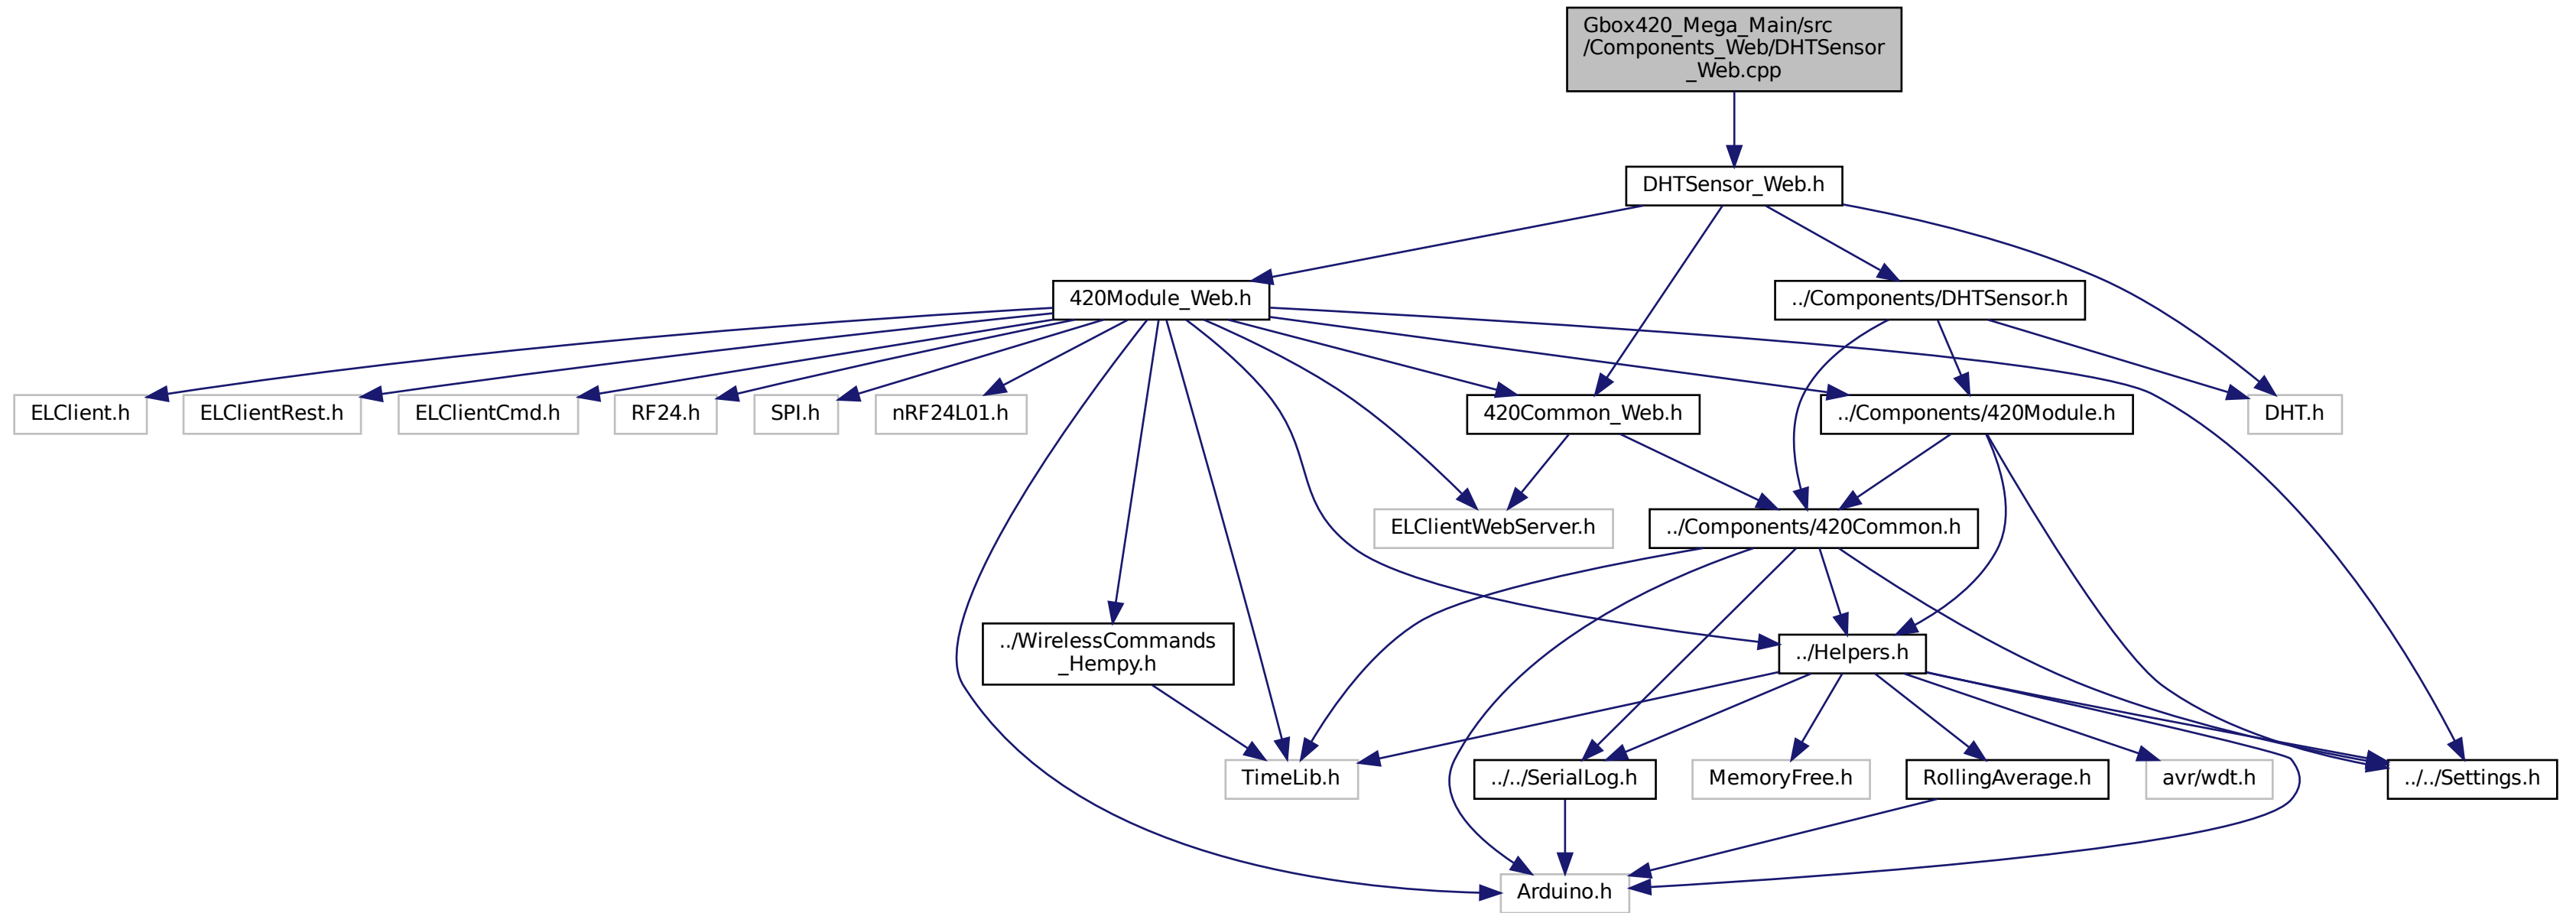 Gbox420_Mega_Main/src
/Components_Web/DHTSensor
_Web.cpp
DHTSensor_Web.h
420Module_Web.h
../Components/DHTSensor.h
ELClient.h
ELClientRest.h
ELClientCmd.h
RF24.h
SPI.h
nRF24L01.h
420Common_Web.h
../Components/420Module.h
DHT.h
ELClientWebServer.h
../Components/420Common.h
../WirelessCommands
_Hempy.h
../Helpers.h
TimeLib.h
../../SerialLog.h
MemoryFree.h
RollingAverage.h
avr/wdt.h
../../Settings.h
Arduino.h